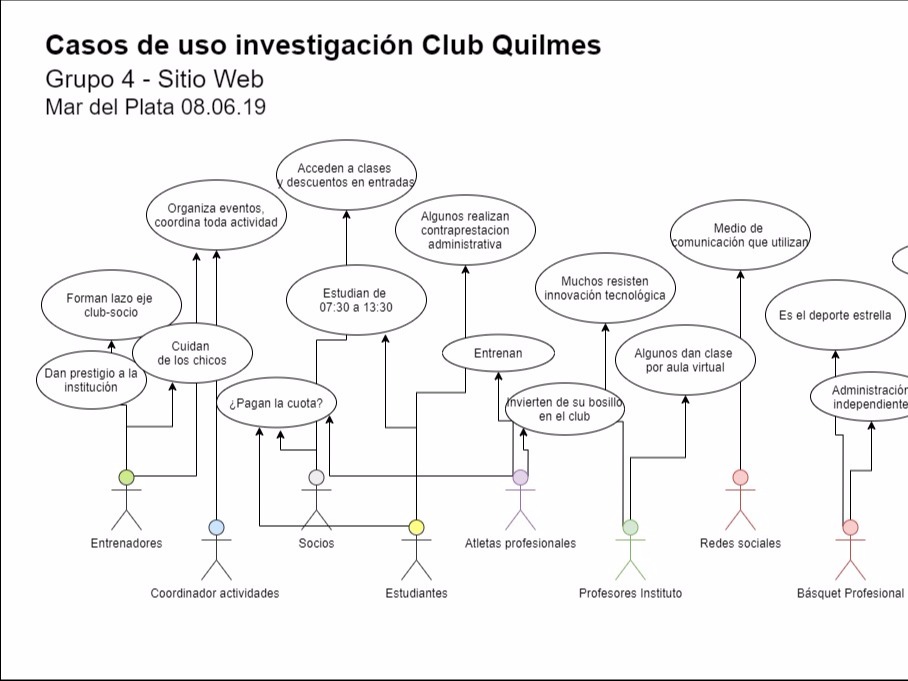 Casos de uso investigación Club Quilmes
Grupo 4 - Sitio Web
Mar del Plata 08.06.19
Acceden a clases
y descuentos en entradas
Organiza eventos,
coordina toda actividad
Algunos realizan
contraprestacion
administrativa
Medio de
comunicación que utilizan
Muchos resisten
innovación tecnológica
Forman lazo eje
club-socio
Estudian de
07:30 a 13:30
Es el deporte estrella
Cuidan
de los chicos
Entrenan
Algunos dan clase
por aula virtual
Dan prestigio a la
institución
¿Pagan la cuota?
Invierten de su bosillo
en el club
Administración
independiente
Entrenadores
Socios
Atletas profesionales
Redes sociales
Coordinador actividades
Estudiantes
Profesores Instituto
Básquet Profesional